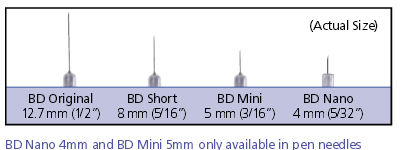 (Actual Size)
BD Original BD Short BD Mini BD Nano
12.7 mm (1/2″) 8 mm (5/16″) 5 mm (3/16″) 4 mm (5/32″)
BD Nano 4mm and BD Mini 5mm only available in pen needles